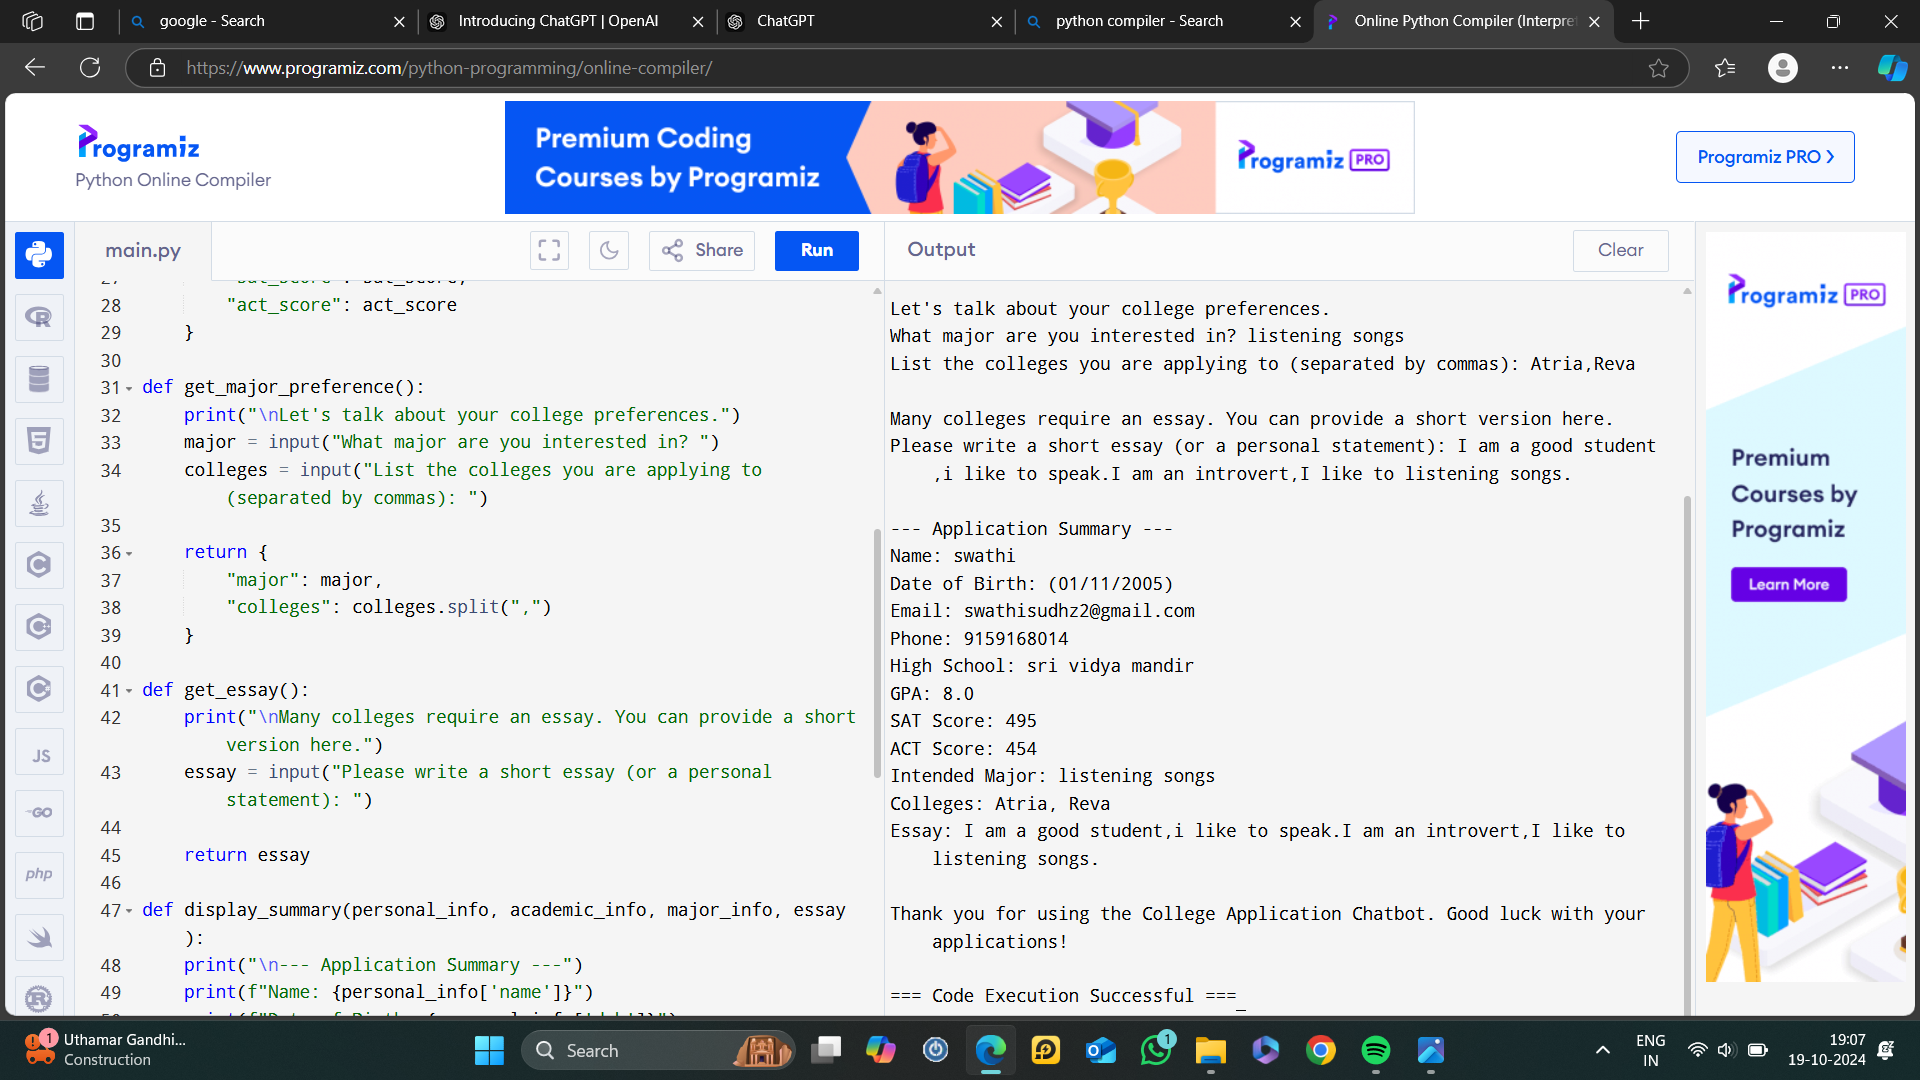 google - Search
Introducing ChatGPT | OpenAI
ChatGPT
python compiler - Search
Online Python Compiler (Interpre
https://www.programiz.com/python-programming/online-compiler/
Programiz
Python Online Compiler
Premium Coding
Courses by Programiz
Programiz PRO
Programiz PRO
main.py
Share
Run
Output
Clear
28 "act_score": act_score
29 }
30
31 def get_major_preference():
32 print("\nLet's talk about your college preferences.")
33 major = input("What major are you interested in? ")
34 colleges = input("List the colleges you are applying to
(separated by commas): ")
35
36 return {
37 "major": major,
38 "colleges": colleges.split(",")
39 }
40
41 def get_essay():
42 print("\nMany colleges require an essay. You can provide a short
version here.")
43 essay = input("Please write a short essay (or a personal
statement): ")
44
45 return essay
46
47 def display_summary(personal_info, academic_info, major_info, essay
):
48 print("\n--- Application Summary ---")
49 print(f"Name: {personal_info['name']}")
Let's talk about your college preferences.
What major are you interested in? listening songs
List the colleges you are applying to (separated by commas): Atria,Reva
Many colleges require an essay. You can provide a short version here.
Please write a short essay (or a personal statement): I am a good student
,i like to speak.I am an introvert,I like to listening songs.
--- Application Summary ---
Name: swathi
Date of Birth: (01/11/2005)
Email: swathisudhz2@gmail.com
Phone: 9159168014
High School: sri vidya mandir
GPA: 8.0
SAT Score: 495
ACT Score: 454
Intended Major: listening songs
Colleges: Atria, Reva
Essay: I am a good student,i like to speak.I am an introvert,I like to
listening songs.
Thank you for using the College Application Chatbot. Good luck with your
applications!
=== Code Execution Successful ===
Programiz PRO
Premium
Courses by
Programiz
Learn More
JS
GO
php
1
Uthamar Gandhi...
Construction
Search
1
ENG
IN
19:07
19-10-2024